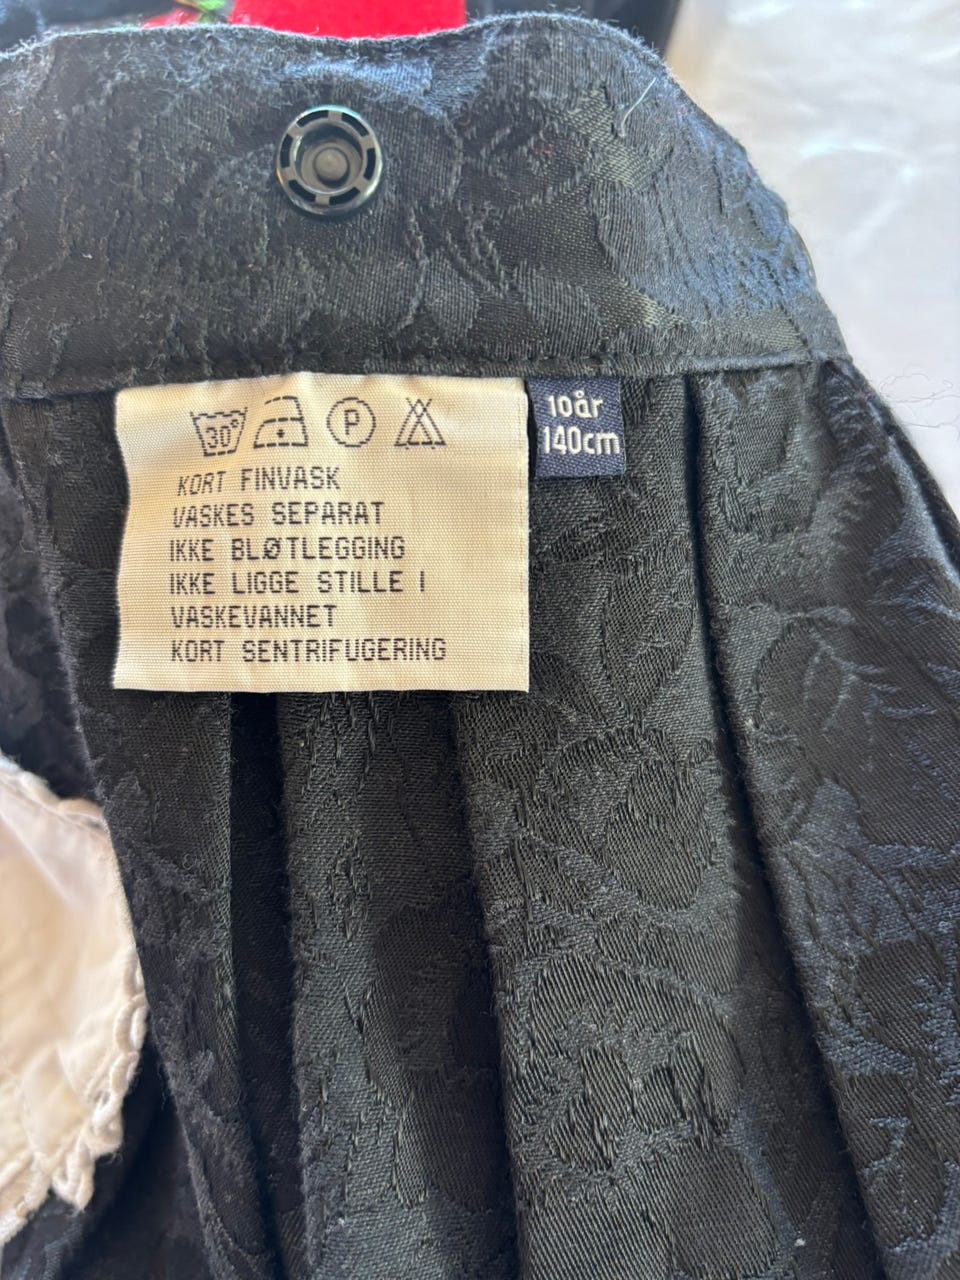 30°
P
KORT FINVASK
VASKES SEPARAT
IKKE BLØTLEGGING
IKKE LIGGE STILLE I
VASKEVANNET
KORT SENTRIFUGERING
10år
140cm